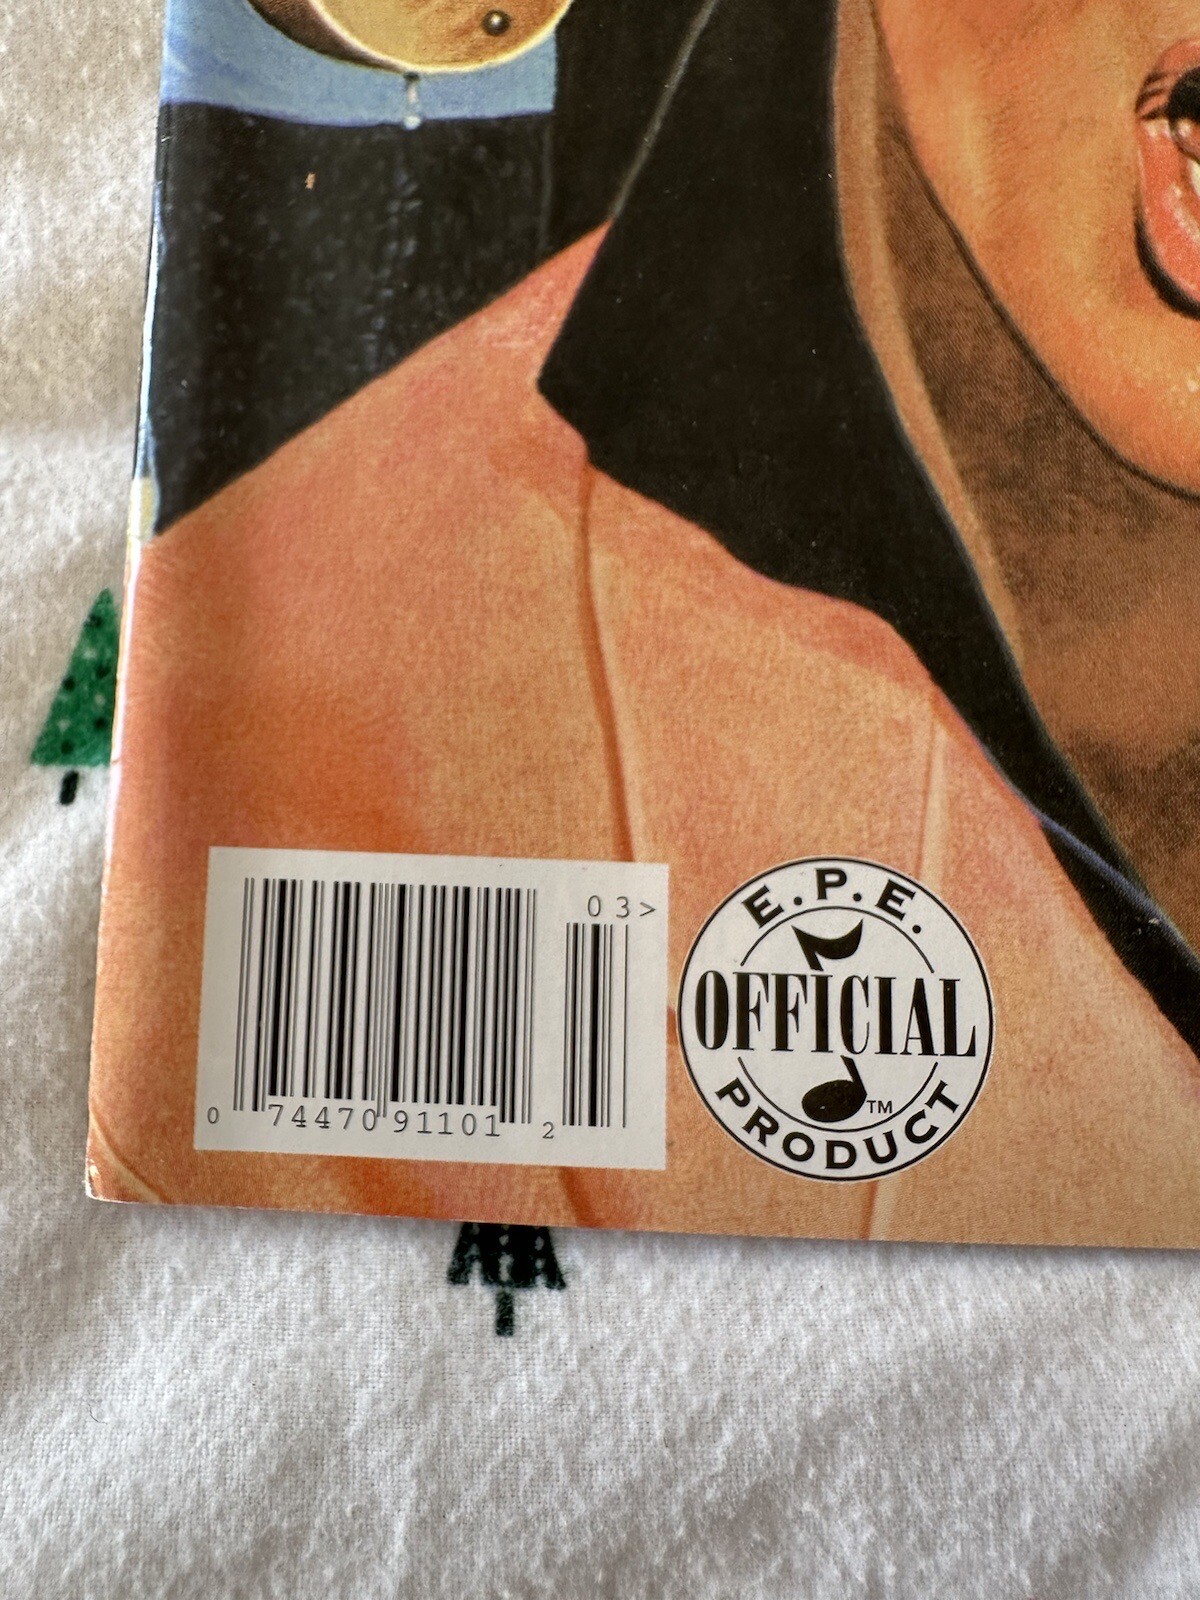 03>
0 74470 91101 2
E.P.E.
OFFICIAL
TM
PRODUCT